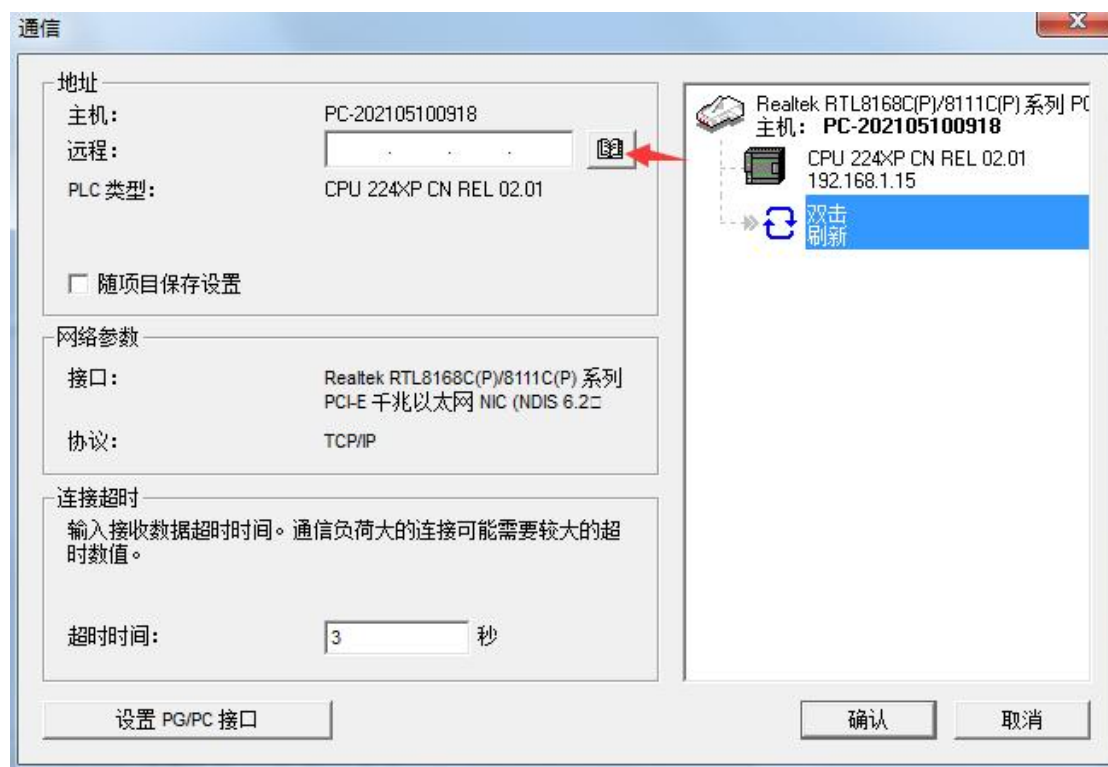 通信
地址
主机： PC-202105100918
远程： . . .
PLC 类型： CPU 224XP CN REL 02.01
随项目保存设置
网络参数
接口： Realtek RTL8168C(P)/8111C(P) 系列
PCI-E 千兆以太网 NIC (NDIS 6.2□
协议： TCP/IP
连接超时
输入接收数据超时时间。通信负荷大的连接可能需要较大的超
时数值。
超时时间： 3 秒
设置 PG/PC 接口
Realtek RTL8168C(P)/8111C(P) 系列 PC
主机： PC-202105100918
CPU 224XP CN REL 02.01
192.168.1.15
双击
刷新
确认 取消